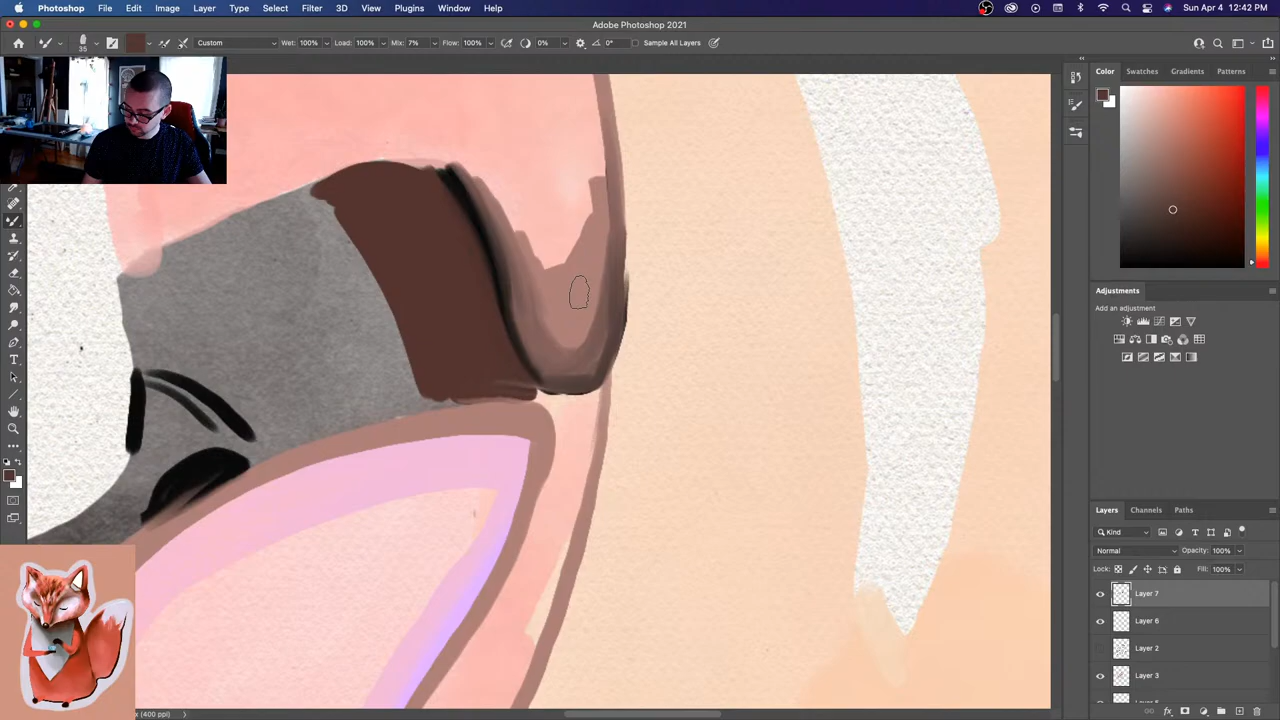 Photoshop File Edit Image Layer Type Select Filter 3D View Plugins Window Help Sun Apr 4 12:42 PM
Adobe Photoshop 2021
35 Custom Wet: 100% Load: 100% Mix: 7% Flow: 100% 0% 0° Sample All Layers
Color Swatches Gradients Patterns
Adjustments
Add an adjustment
Layers Channels Paths
Kind
Normal Opacity: 100%
Lock: Fill: 100%
Layer 7
Layer 6
Layer 2
Layer 3
(400 ppi)